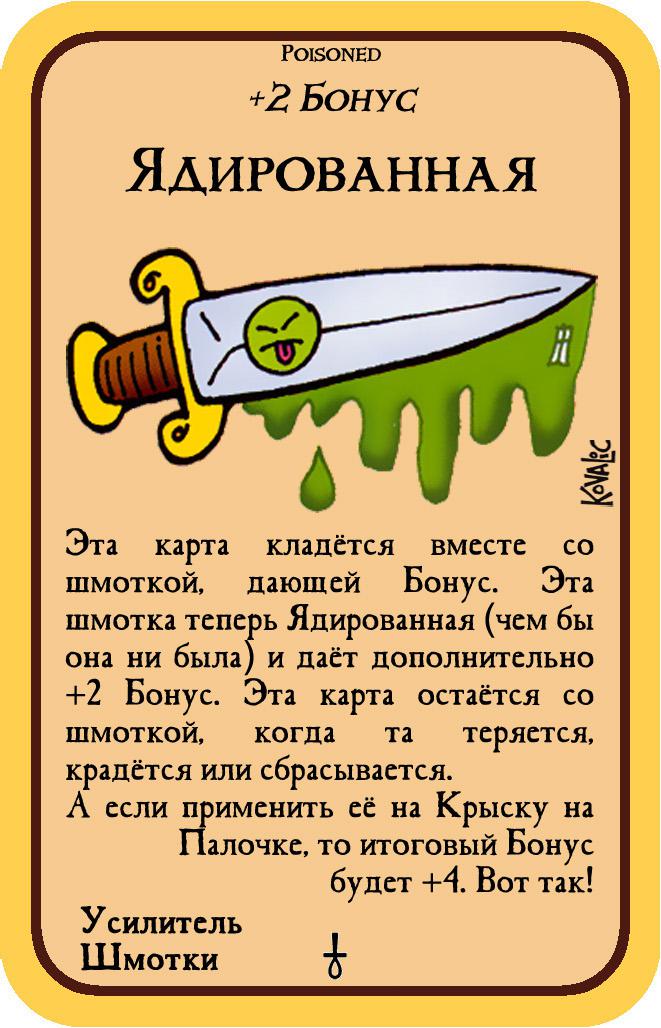 Poisoned
+2 Бонус
Ядированная
Kovalic
Эта карта кладётся вместе со
шмоткой, дающей Бонус. Эта
шмотка теперь Ядированная (чем бы
она ни была) и даёт дополнительно
+2 Бонус. Эта карта остаётся со
шмоткой, когда та теряется,
крадётся или сбрасывается.
А если применить её на Крыску на
Палочке, то итоговый Бонус
будет +4. Вот так!
Усилитель
Шмотки